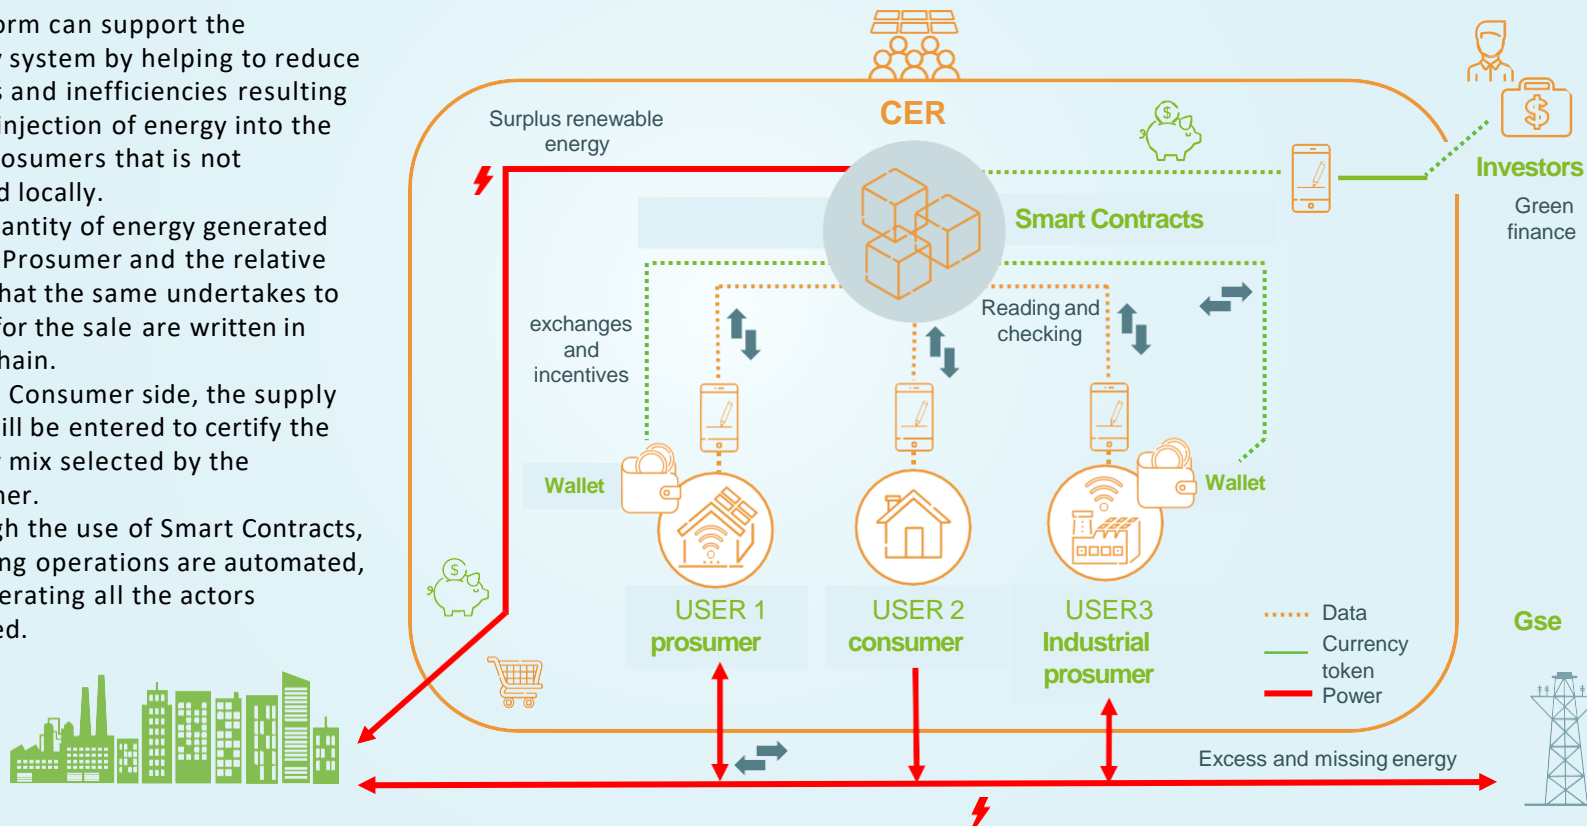 orm can support the
y system by helping to reduce
s and inefficiencies resulting
injection of energy into the
rosumers that is not
d locally.
antity of energy generated
Prosumer and the relative
hat the same undertakes to
for the sale are written in
hain.
Consumer side, the supply
ill be entered to certify the
mix selected by the
ner.
gh the use of Smart Contracts,
ng operations are automated,
erating all the actors
ed.
CER
Surplus renewable
energy
Smart Contracts
Investors
Green
finance
exchanges
and
incentives
Reading and
checking
Wallet
Wallet
USER 1
prosumer
USER 2
consumer
USER3
Industrial
prosumer
Data
Currency
token
Power
Gse
Excess and missing energy